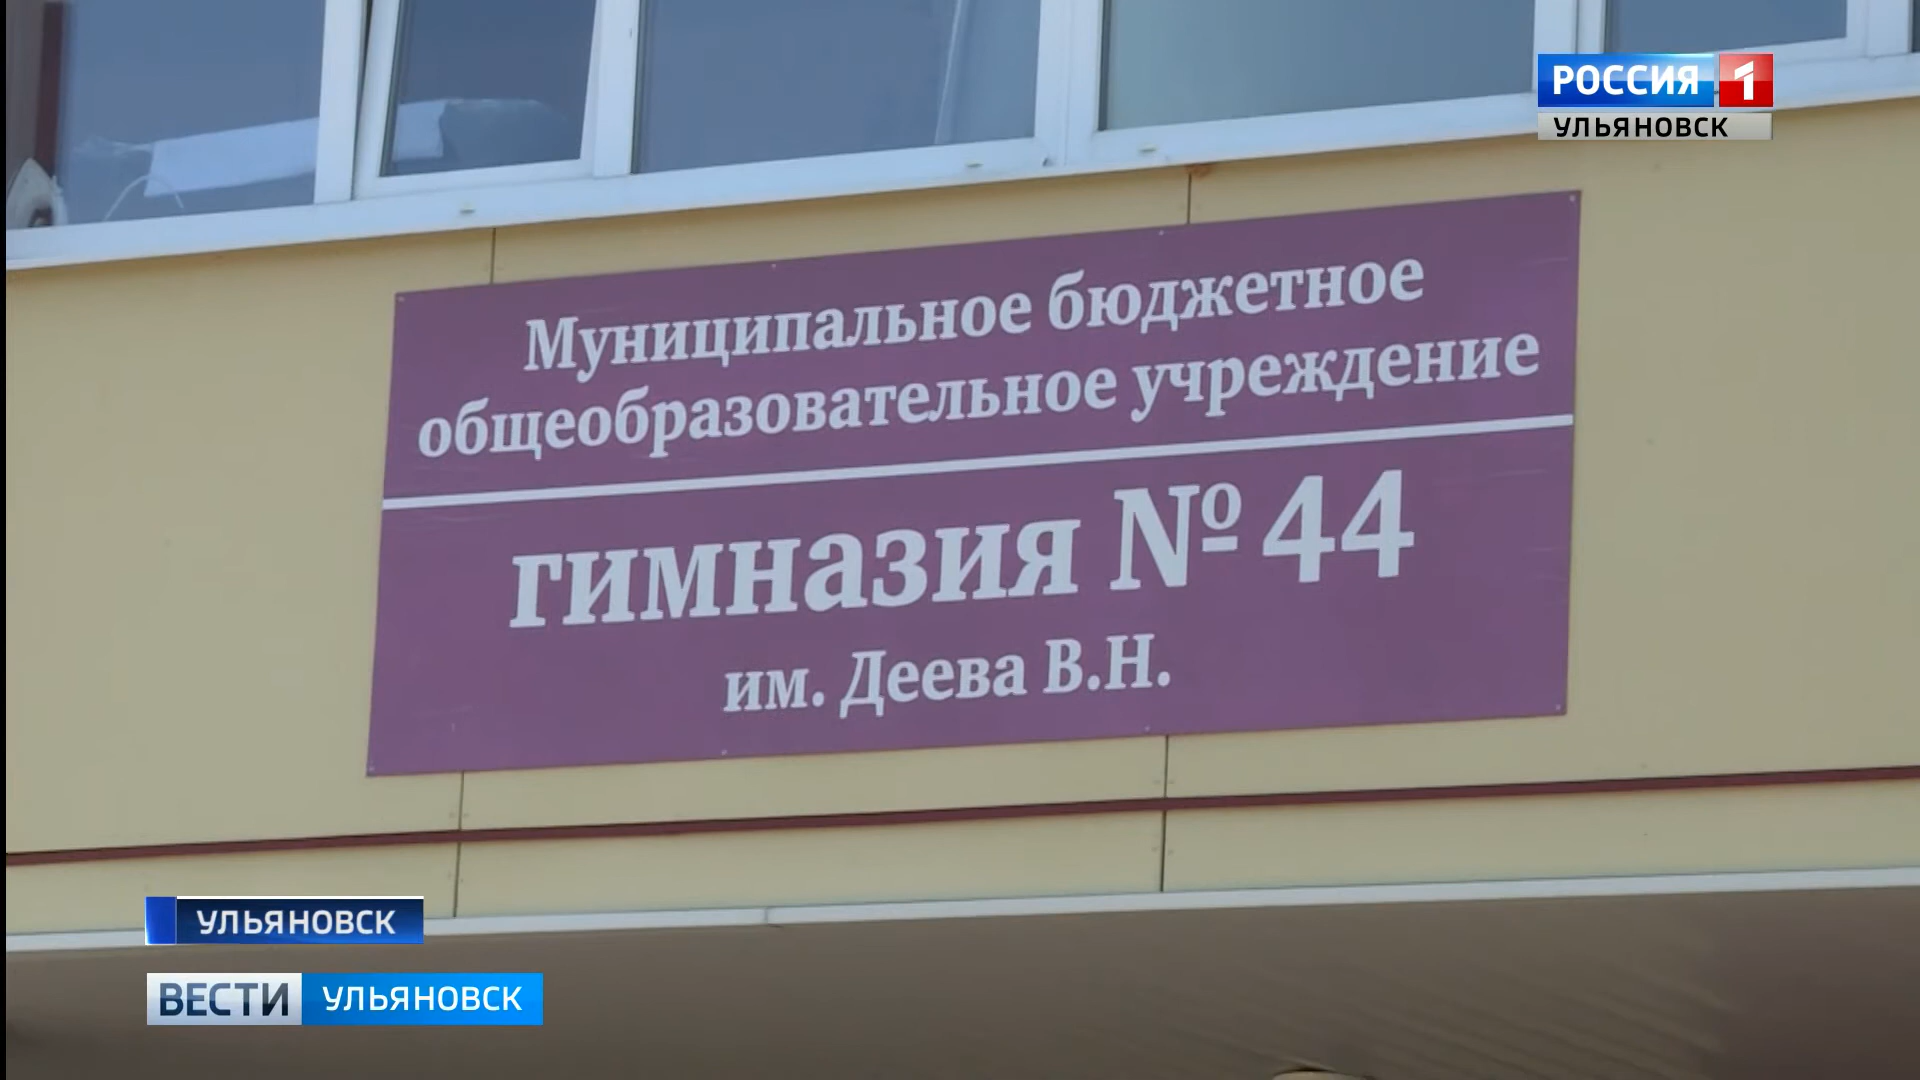 РОССИЯ 1
УЛЬЯНОВСК
Муниципальное бюджетное
общеобразовательное учреждение
гимназия № 44
им. Деева В.Н.
УЛЬЯНОВСК
ВЕСТИ УЛЬЯНОВСК